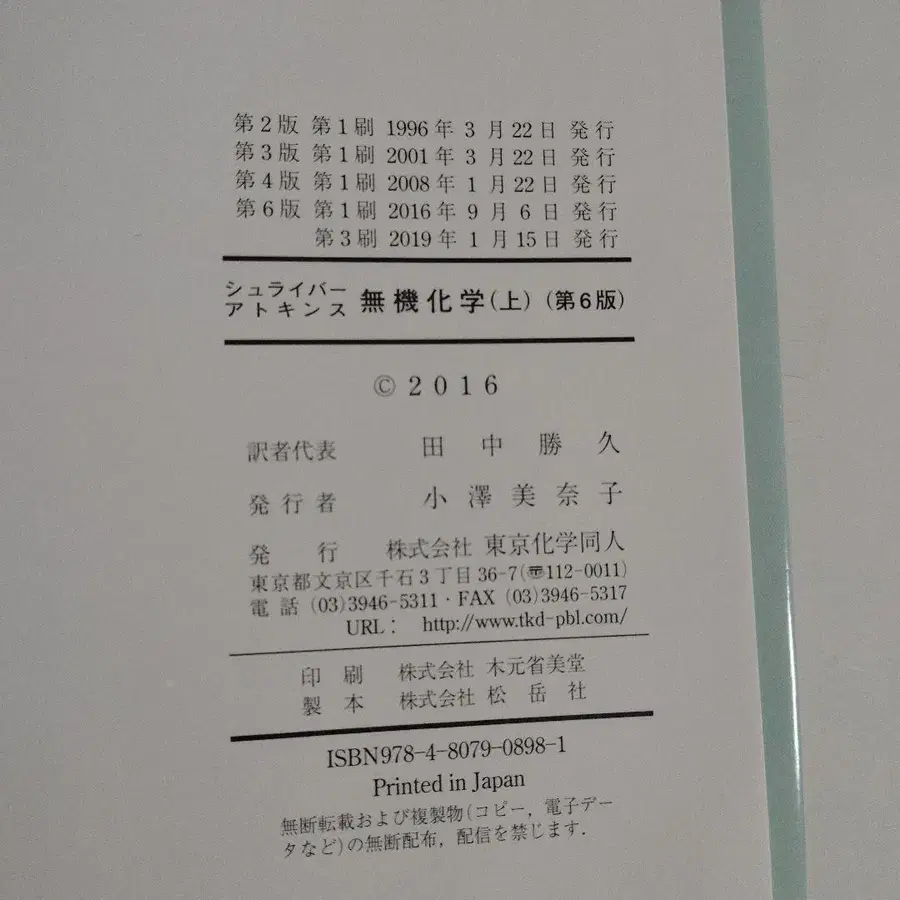 第2版 第1刷 1996年 3月22日 発行
第3版 第1刷 2001年 3月22日 発行
第4版 第1刷 2008年 1月22日 発行
第6版 第1刷 2016年 9月 6日 発行
第3刷 2019年 1月15日 発行
シュライバー
アトキンス 無機化学(上) (第6版)
© 2016
訳者代表 田中勝久
発行者 小澤美奈子
発行 株式会社 東京化学同人
東京都文京区千石3丁目36-7(〠112-0011)
電話 (03)3946-5311・FAX (03)3946-5317
URL: http://www.tkd-pbl.com/
印刷 株式会社 木元省美堂
製本 株式会社 松岳社
ISBN978-4-8079-0898-1
Printed in Japan
無断転載および複製物(コピー，電子デー
タなど)の無断配布，配信を禁じます．